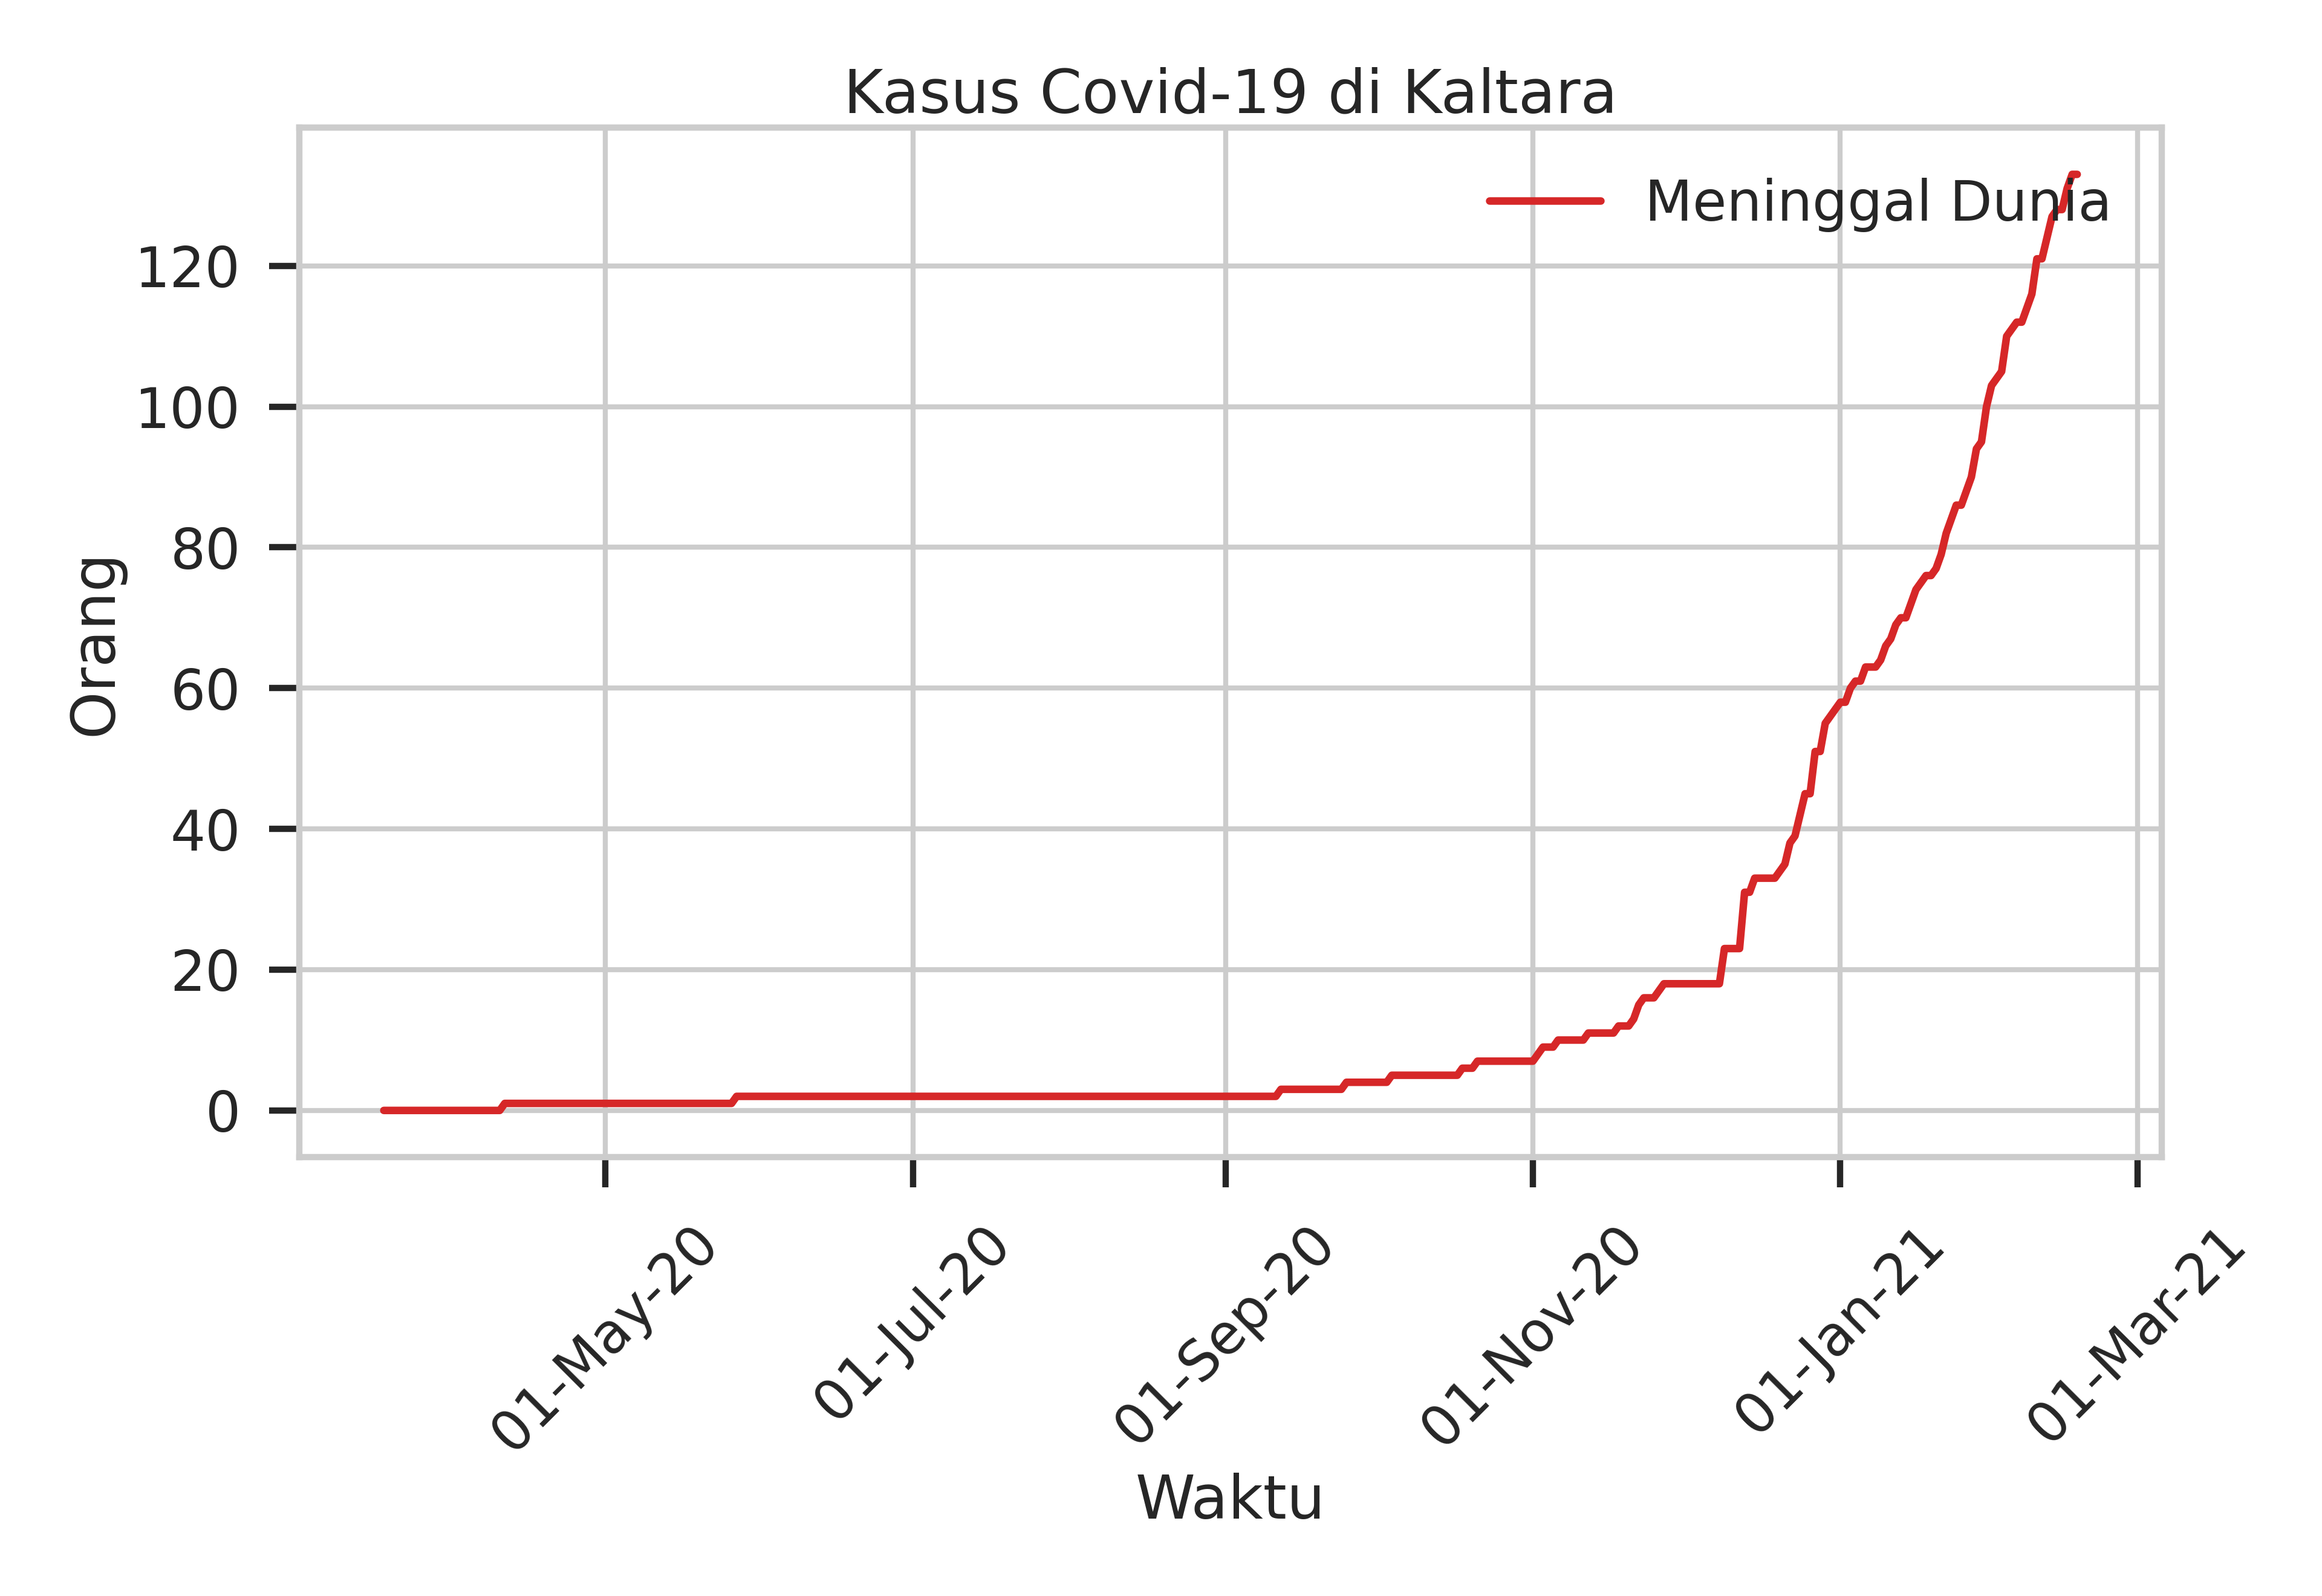 Kasus Covid-19 di Kaltara
Meninggal Dunia
120
100
80
60
40
20
0
Orang
01-May-20
01-Jul-20
01-Sep-20
01-Nov-20
01-Jan-21
01-Mar-21
Waktu